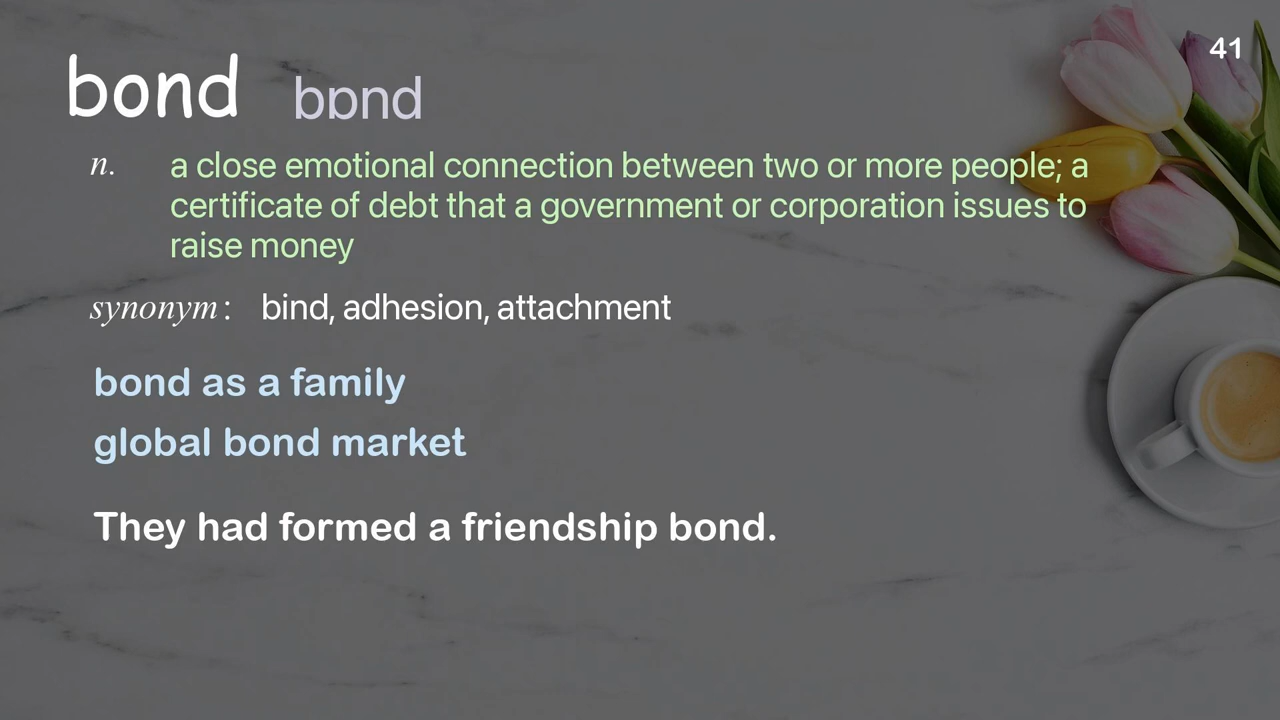 41
bond bɒnd
n. a close emotional connection between two or more people; a
certificate of debt that a government or corporation issues to
raise money
synonym: bind, adhesion, attachment
bond as a family
global bond market
They had formed a friendship bond.